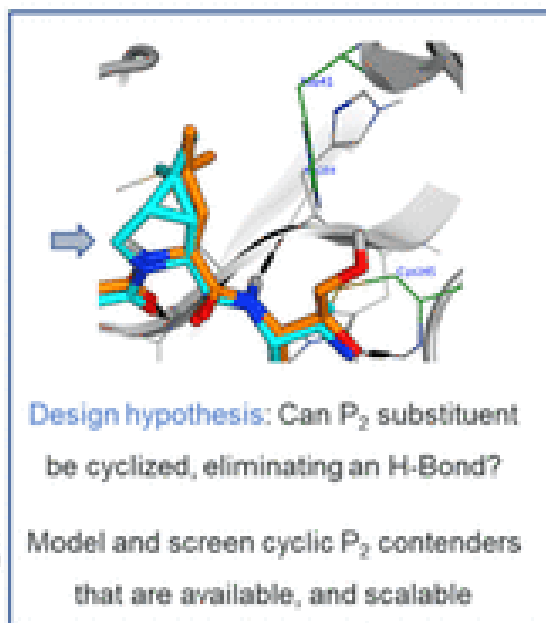 Design hypothesis: Can P₂ substituent
be cyclized, eliminating an H-Bond?
Model and screen cyclic P₂ contenders
that are available, and scalable